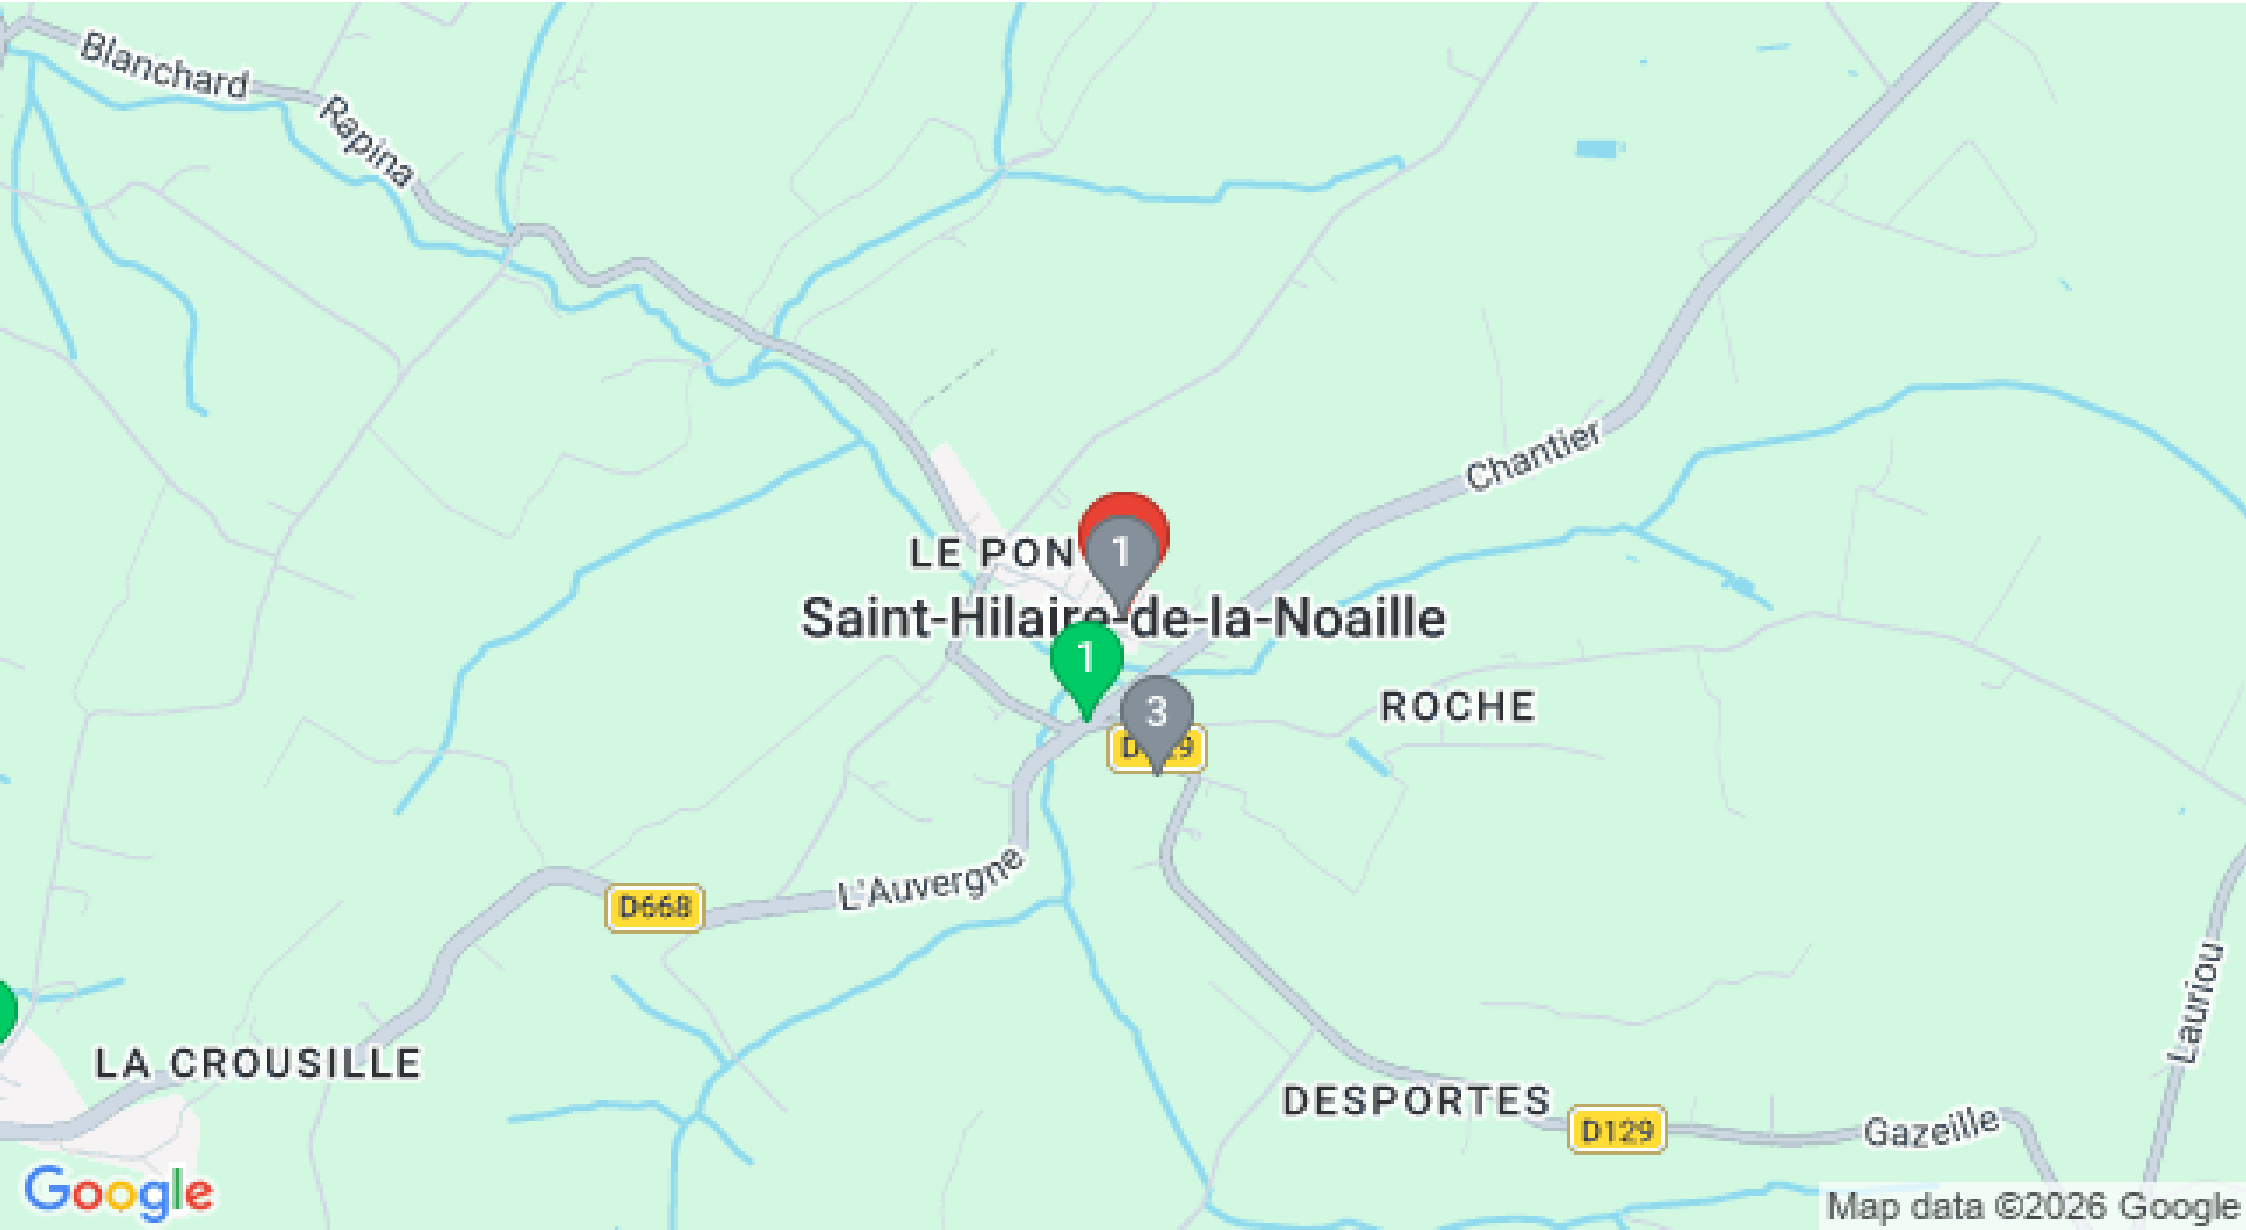 Blanchard
Rapina
Chantier
LE PON
1
Saint-Hilaire-de-la-Noaille
1
ROCHE
3
L'Auvergne
D668
Lauriou
LA CROUSILLE
DESPORTES
D129
Gazeille
Google
Map data ©2026 Google